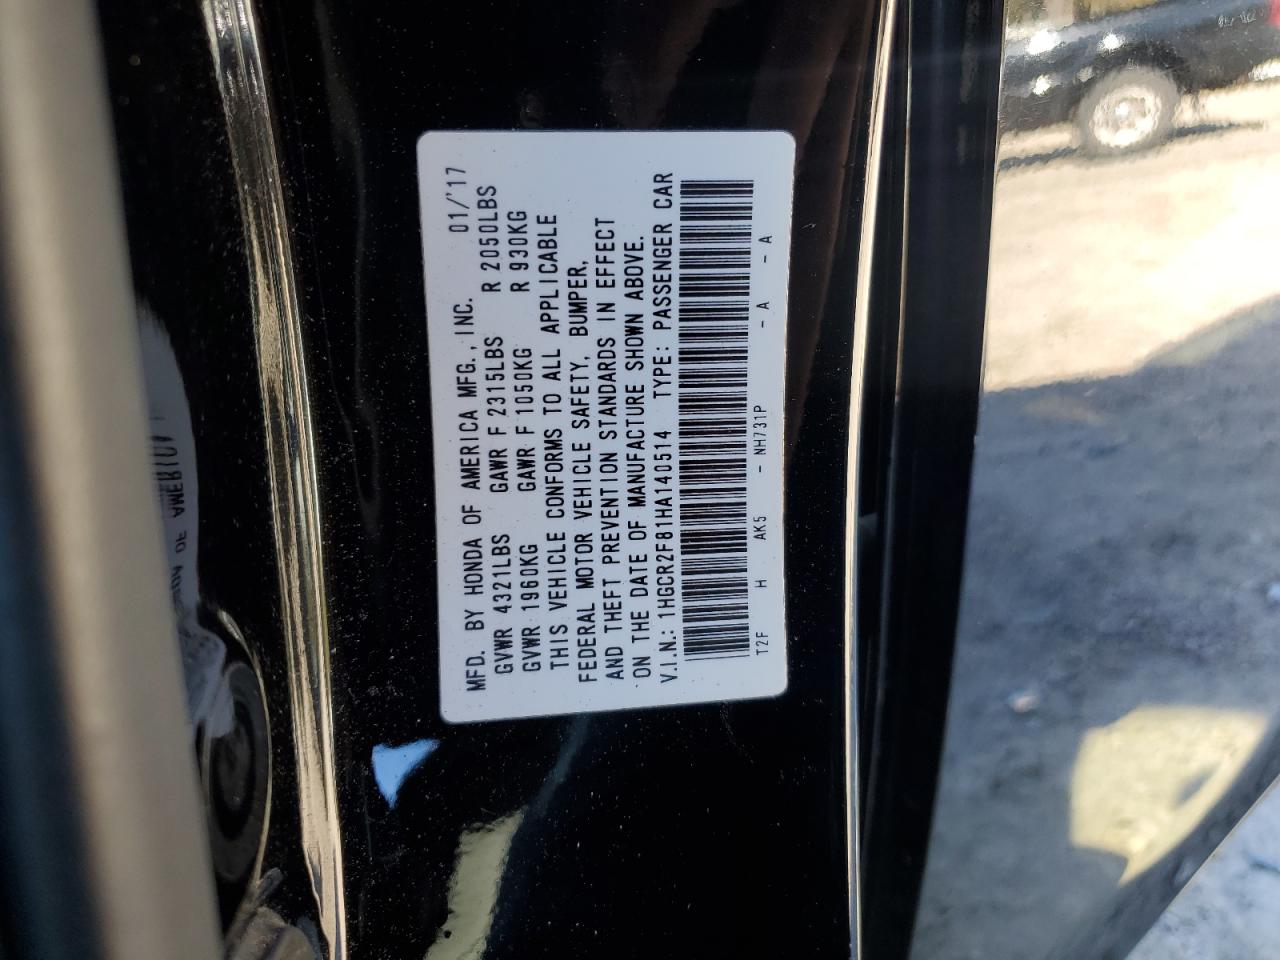 MFD. BY HONDA OF AMERICA MFG., INC. 01/'17
GVWR 4321LBS GAWR F 2315LBS R 2050LBS
GVWR 1960KG GAWR F 1050KG R 930KG
THIS VEHICLE CONFORMS TO ALL APPLICABLE
FEDERAL MOTOR VEHICLE SAFETY, BUMPER,
AND THEFT PREVENTION STANDARDS IN EFFECT
ON THE DATE OF MANUFACTURE SHOWN ABOVE.
V.I.N.: 1HGCR2F81HA140514 TYPE: PASSENGER CAR
T2F H AK5 - NH731P - A - A